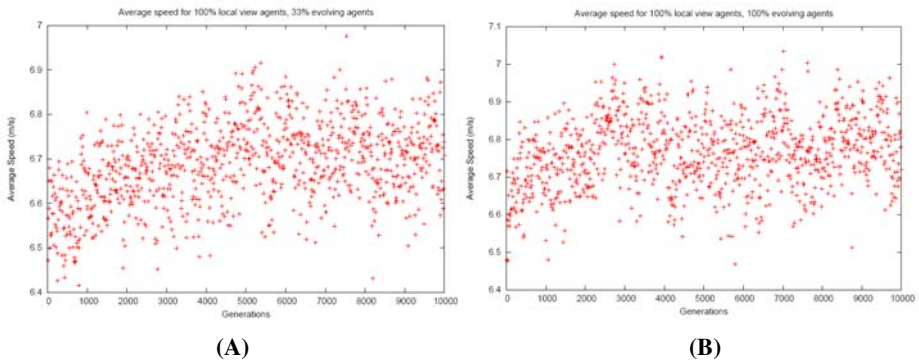 Average speed for 100% local view agents, 33% evolving agents
7
6.9
6.8
6.7
6.6
6.5
6.4
Average Speed (m/s)
0 1000 2000 3000 4000 5000 6000 7000 8000 9000 10000
Generations
(A)
Average speed for 100% local view agents, 100% evolving agents
7.1
7
6.9
6.8
6.7
6.6
6.5
6.4
Average Speed (m/s)
0 1000 2000 3000 4000 5000 6000 7000 8000 9000 10000
Generations
(B)